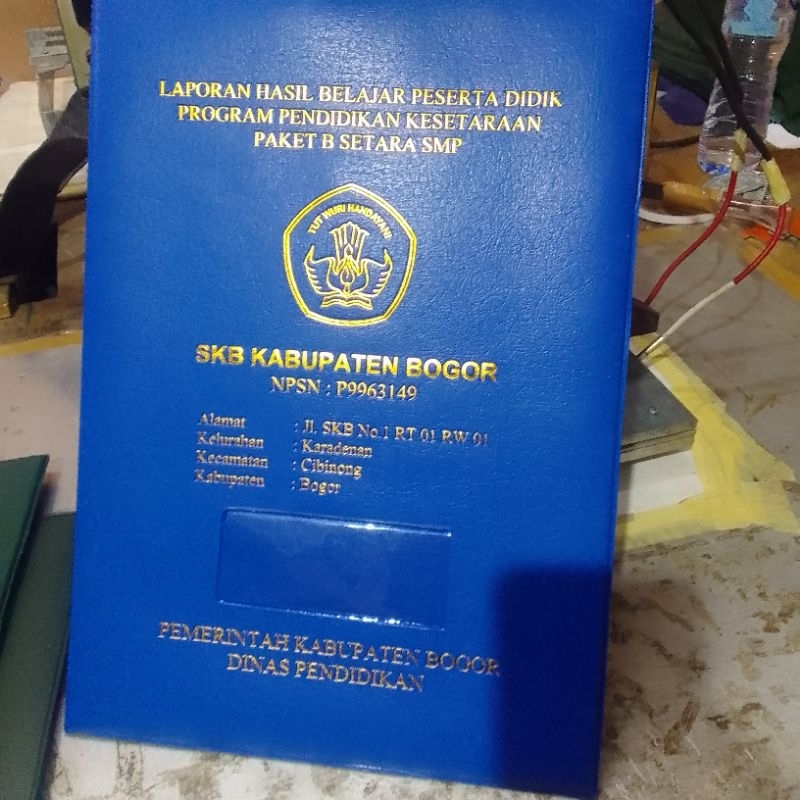 LAPORAN HASIL BELAJAR PESERTA DIDIK
PROGRAM PENDIDIKAN KESETARAAN
PAKET B SETARA SMP
TUT WURI HANDAYANI
SKB KABUPATEN BOGOR
NPSN : P9963149
Alamat : Jl. SKB No.1 RT 01 RW 01
Kelurahan : Karadenan
Kecamatan : Cibinong
Kabupaten : Bogor
PEMERINTAH KABUPATEN BOGOR
DINAS PENDIDIKAN